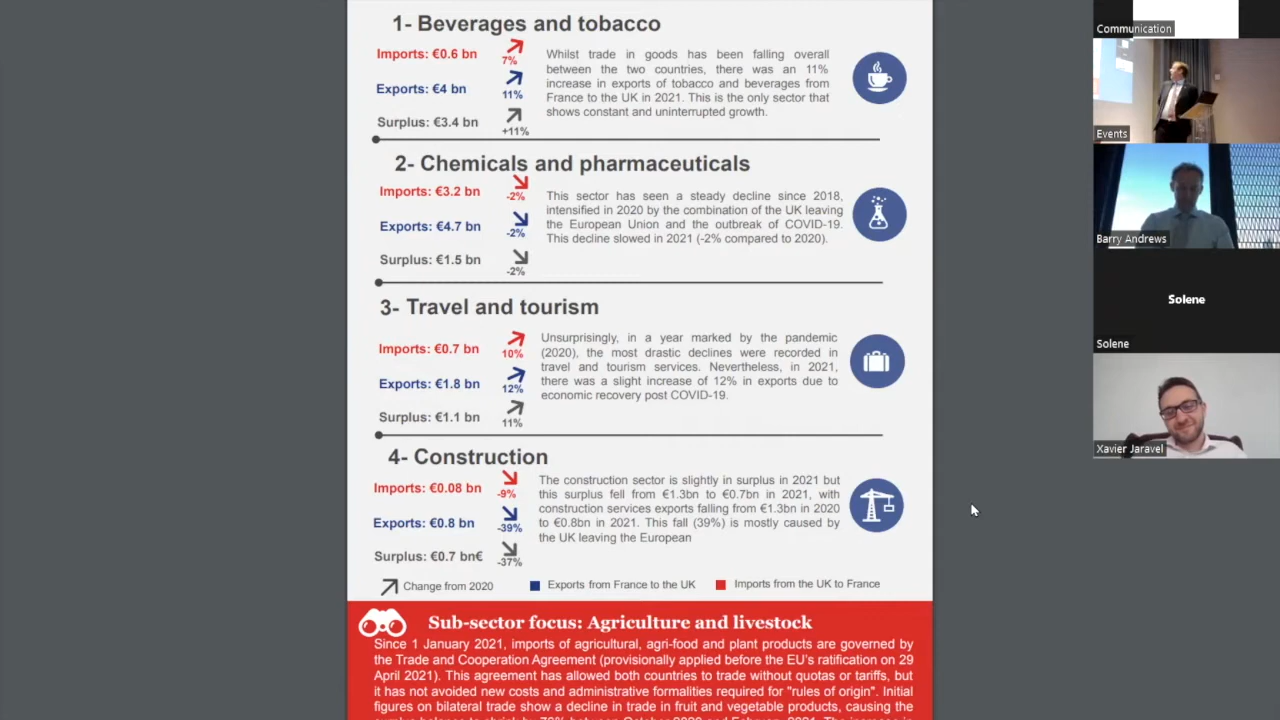 1- Beverages and tobacco
Imports: €0.6 bn
7%
Exports: €4 bn
11%
Surplus: €3.4 bn
+11%
Whilst trade in goods has been falling overall
between the two countries, there was an 11%
increase in exports of tobacco and beverages from
France to the UK in 2021. This is the only sector that
shows constant and uninterrupted growth.
2- Chemicals and pharmaceuticals
Imports: €3.2 bn
-2%
Exports: €4.7 bn
-2%
Surplus: €1.5 bn
-2%
This sector has seen a steady decline since 2018,
intensified in 2020 by the combination of the UK leaving
the European Union and the outbreak of COVID-19.
This decline slowed in 2021 (-2% compared to 2020).
3- Travel and tourism
Imports: €0.7 bn
10%
Exports: €1.8 bn
12%
Surplus: €1.1 bn
11%
Unsurprisingly, in a year marked by the pandemic
(2020), the most drastic declines were recorded in
travel and tourism services. Nevertheless, in 2021,
there was a slight increase of 12% in exports due to
economic recovery post COVID-19.
4- Construction
Imports: €0.08 bn
-9%
Exports: €0.8 bn
-39%
Surplus: €0.7 bn€
-37%
The construction sector is slightly in surplus in 2021 but
this surplus fell from €1.3bn to €0.7bn in 2021, with
construction services exports falling from €1.3bn in 2020
to €0.8bn in 2021. This fall (39%) is mostly caused by
the UK leaving the European
Change from 2020
Exports from France to the UK
Imports from the UK to France
Sub-sector focus: Agriculture and livestock
Since 1 January 2021, imports of agricultural, agri-food and plant products are governed by
the Trade and Cooperation Agreement (provisionally applied before the EU's ratification on 29
April 2021). This agreement has allowed both countries to trade without quotas or tariffs, but
it has not avoided new costs and administrative formalities required for "rules of origin". Initial
figures on bilateral trade show a decline in trade in fruit and vegetable products, causing the
Communication
Events
Barry Andrews
Solene
Solene
Xavier Jaravel